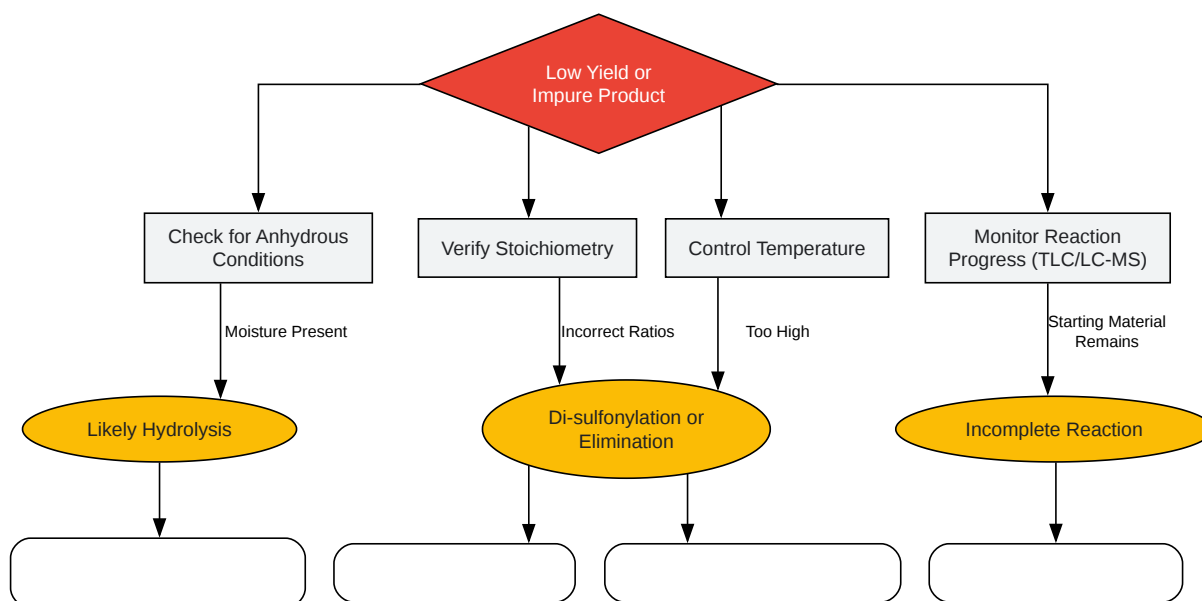 Low Yield or
Impure Product
Check for Anhydrous
Conditions
Verify Stoichiometry
Control Temperature
Monitor Reaction
Progress (TLC/LC-MS)
Moisture Present
Incorrect Ratios
Too High
Starting Material
Remains
Likely Hydrolysis
Di-sulfonylation or
Elimination
Incomplete Reaction